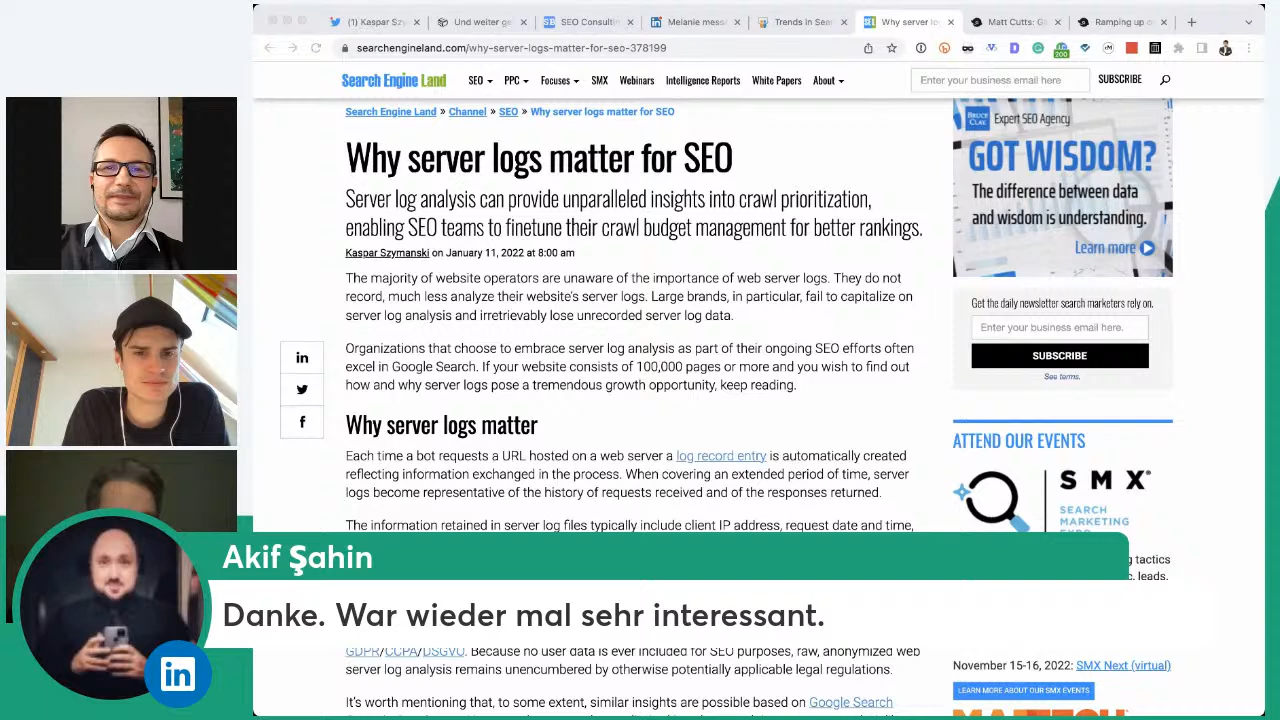 (1) Kaspar Szy
Und weiter ge
SEO Consultin
Melanie mess
Trends in Sear
Why server lo
Matt Cutts: G
Ramping up o
searchengineland.com/why-server-logs-matter-for-seo-378199
200
Search Engine Land
SEO PPC Focuses SMX Webinars Intelligence Reports White Papers About
Enter your business email here
SUBSCRIBE
Search Engine Land » Channel » SEO » Why server logs matter for SEO
Why server logs matter for SEO
Server log analysis can provide unparalleled insights into crawl prioritization,
enabling SEO teams to finetune their crawl budget management for better rankings.
Kaspar Szymanski on January 11, 2022 at 8:00 am
The majority of website operators are unaware of the importance of web server logs. They do not
record, much less analyze their website's server logs. Large brands, in particular, fail to capitalize on
server log analysis and irretrievably lose unrecorded server log data.
Organizations that choose to embrace server log analysis as part of their ongoing SEO efforts often
excel in Google Search. If your website consists of 100,000 pages or more and you wish to find out
how and why server logs pose a tremendous growth opportunity, keep reading.
Why server logs matter
Each time a bot requests a URL hosted on a web server a log record entry is automatically created
reflecting information exchanged in the process. When covering an extended period of time, server
logs become representative of the history of requests received and of the responses returned.
The information retained in server log files typically include client IP address, request date and time,
GDPR/CCPA/DSGVO. Because no user data is ever included for SEO purposes, raw, anonymized web
server log analysis remains unencumbered by otherwise potentially applicable legal regulation.
It's worth mentioning that, to some extent, similar insights are possible based on Google Search
BRUCE CLAY
Expert SEO Agency
GOT WISDOM?
The difference between data
and wisdom is understanding.
Learn more
Get the daily newsletter search marketers rely on.
Enter your business email here.
SUBSCRIBE
See terms.
ATTEND OUR EVENTS
SMX
SEARCH
MARKETING
EXPO
g tactics
c. leads.
November 15-16, 2022: SMX Next (virtual)
LEARN MORE ABOUT OUR SMX EVENTS
in
f
Akif Şahin
Danke. War wieder mal sehr interessant.
in